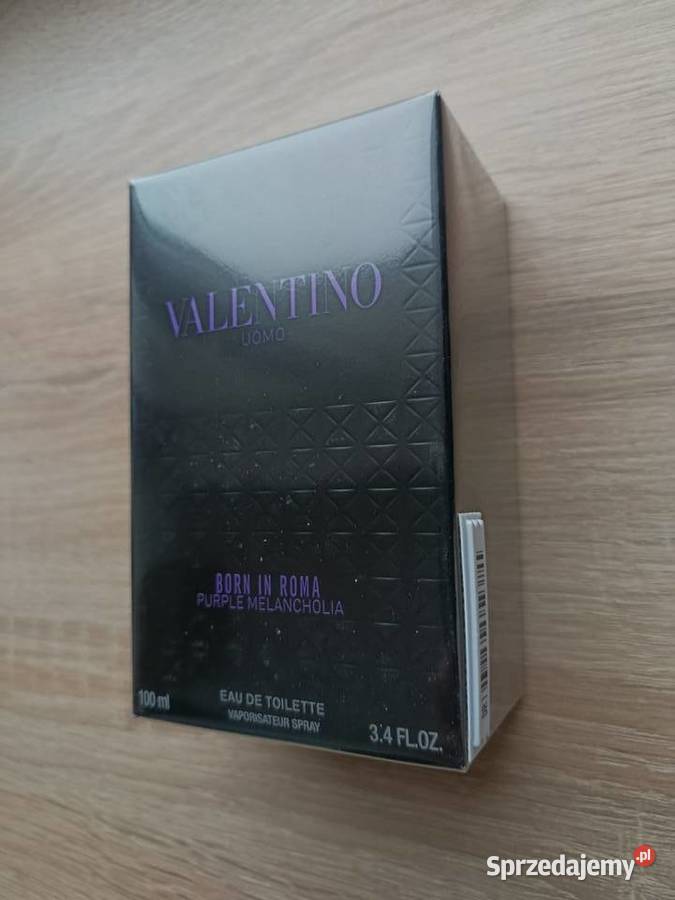 VALENTINO
UOMO
BORN IN ROMA
PURPLE MELANCHOLIA
100 ml
EAU DE TOILETTE
VAPORISATEUR SPRAY
3.4 FL.OZ.
Sprzedajemy.pl